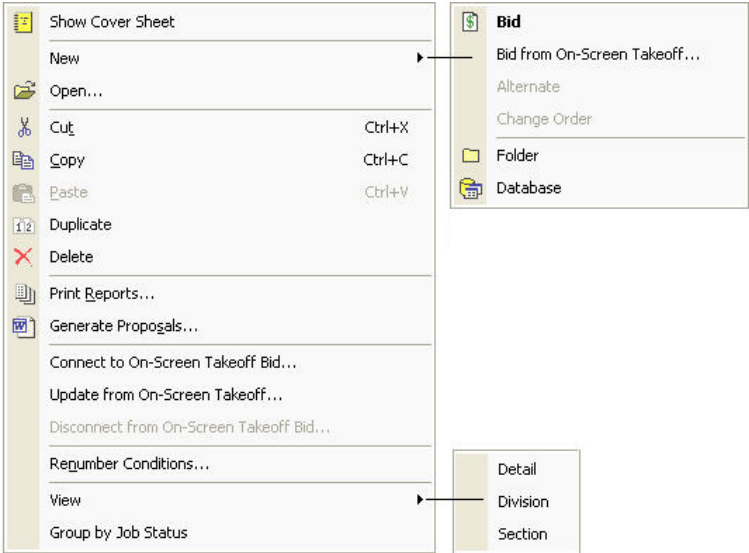 Show Cover Sheet
New
Open...
Cut Ctrl+X
Copy Ctrl+C
Paste Ctrl+V
1 2 Duplicate
Delete
Print Reports...
W Generate Proposals...
Connect to On-Screen Takeoff Bid...
Update from On-Screen Takeoff...
Disconnect from On-Screen Takeoff Bid...
Renumber Conditions...
View
Group by Job Status
$ Bid
Bid from On-Screen Takeoff...
Alternate
Change Order
Folder
Database
Detail
Division
Section